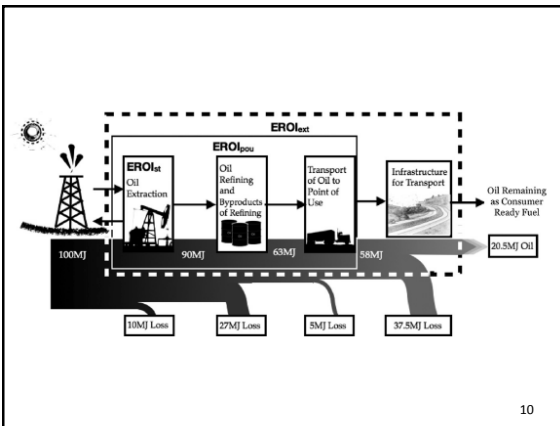 EROIext
EROIpou
EROIst
Oil
Extraction
Oil
Refining
and
Byproducts
of Refining
Transport
of Oil to
Point of
Use
Infrastructure
for Transport
Oil Remaining
as Consumer
Ready Fuel
100MJ
90MJ
63MJ
58MJ
20.5MJ Oil
10MJ Loss
27MJ Loss
5MJ Loss
37.5MJ Loss
10